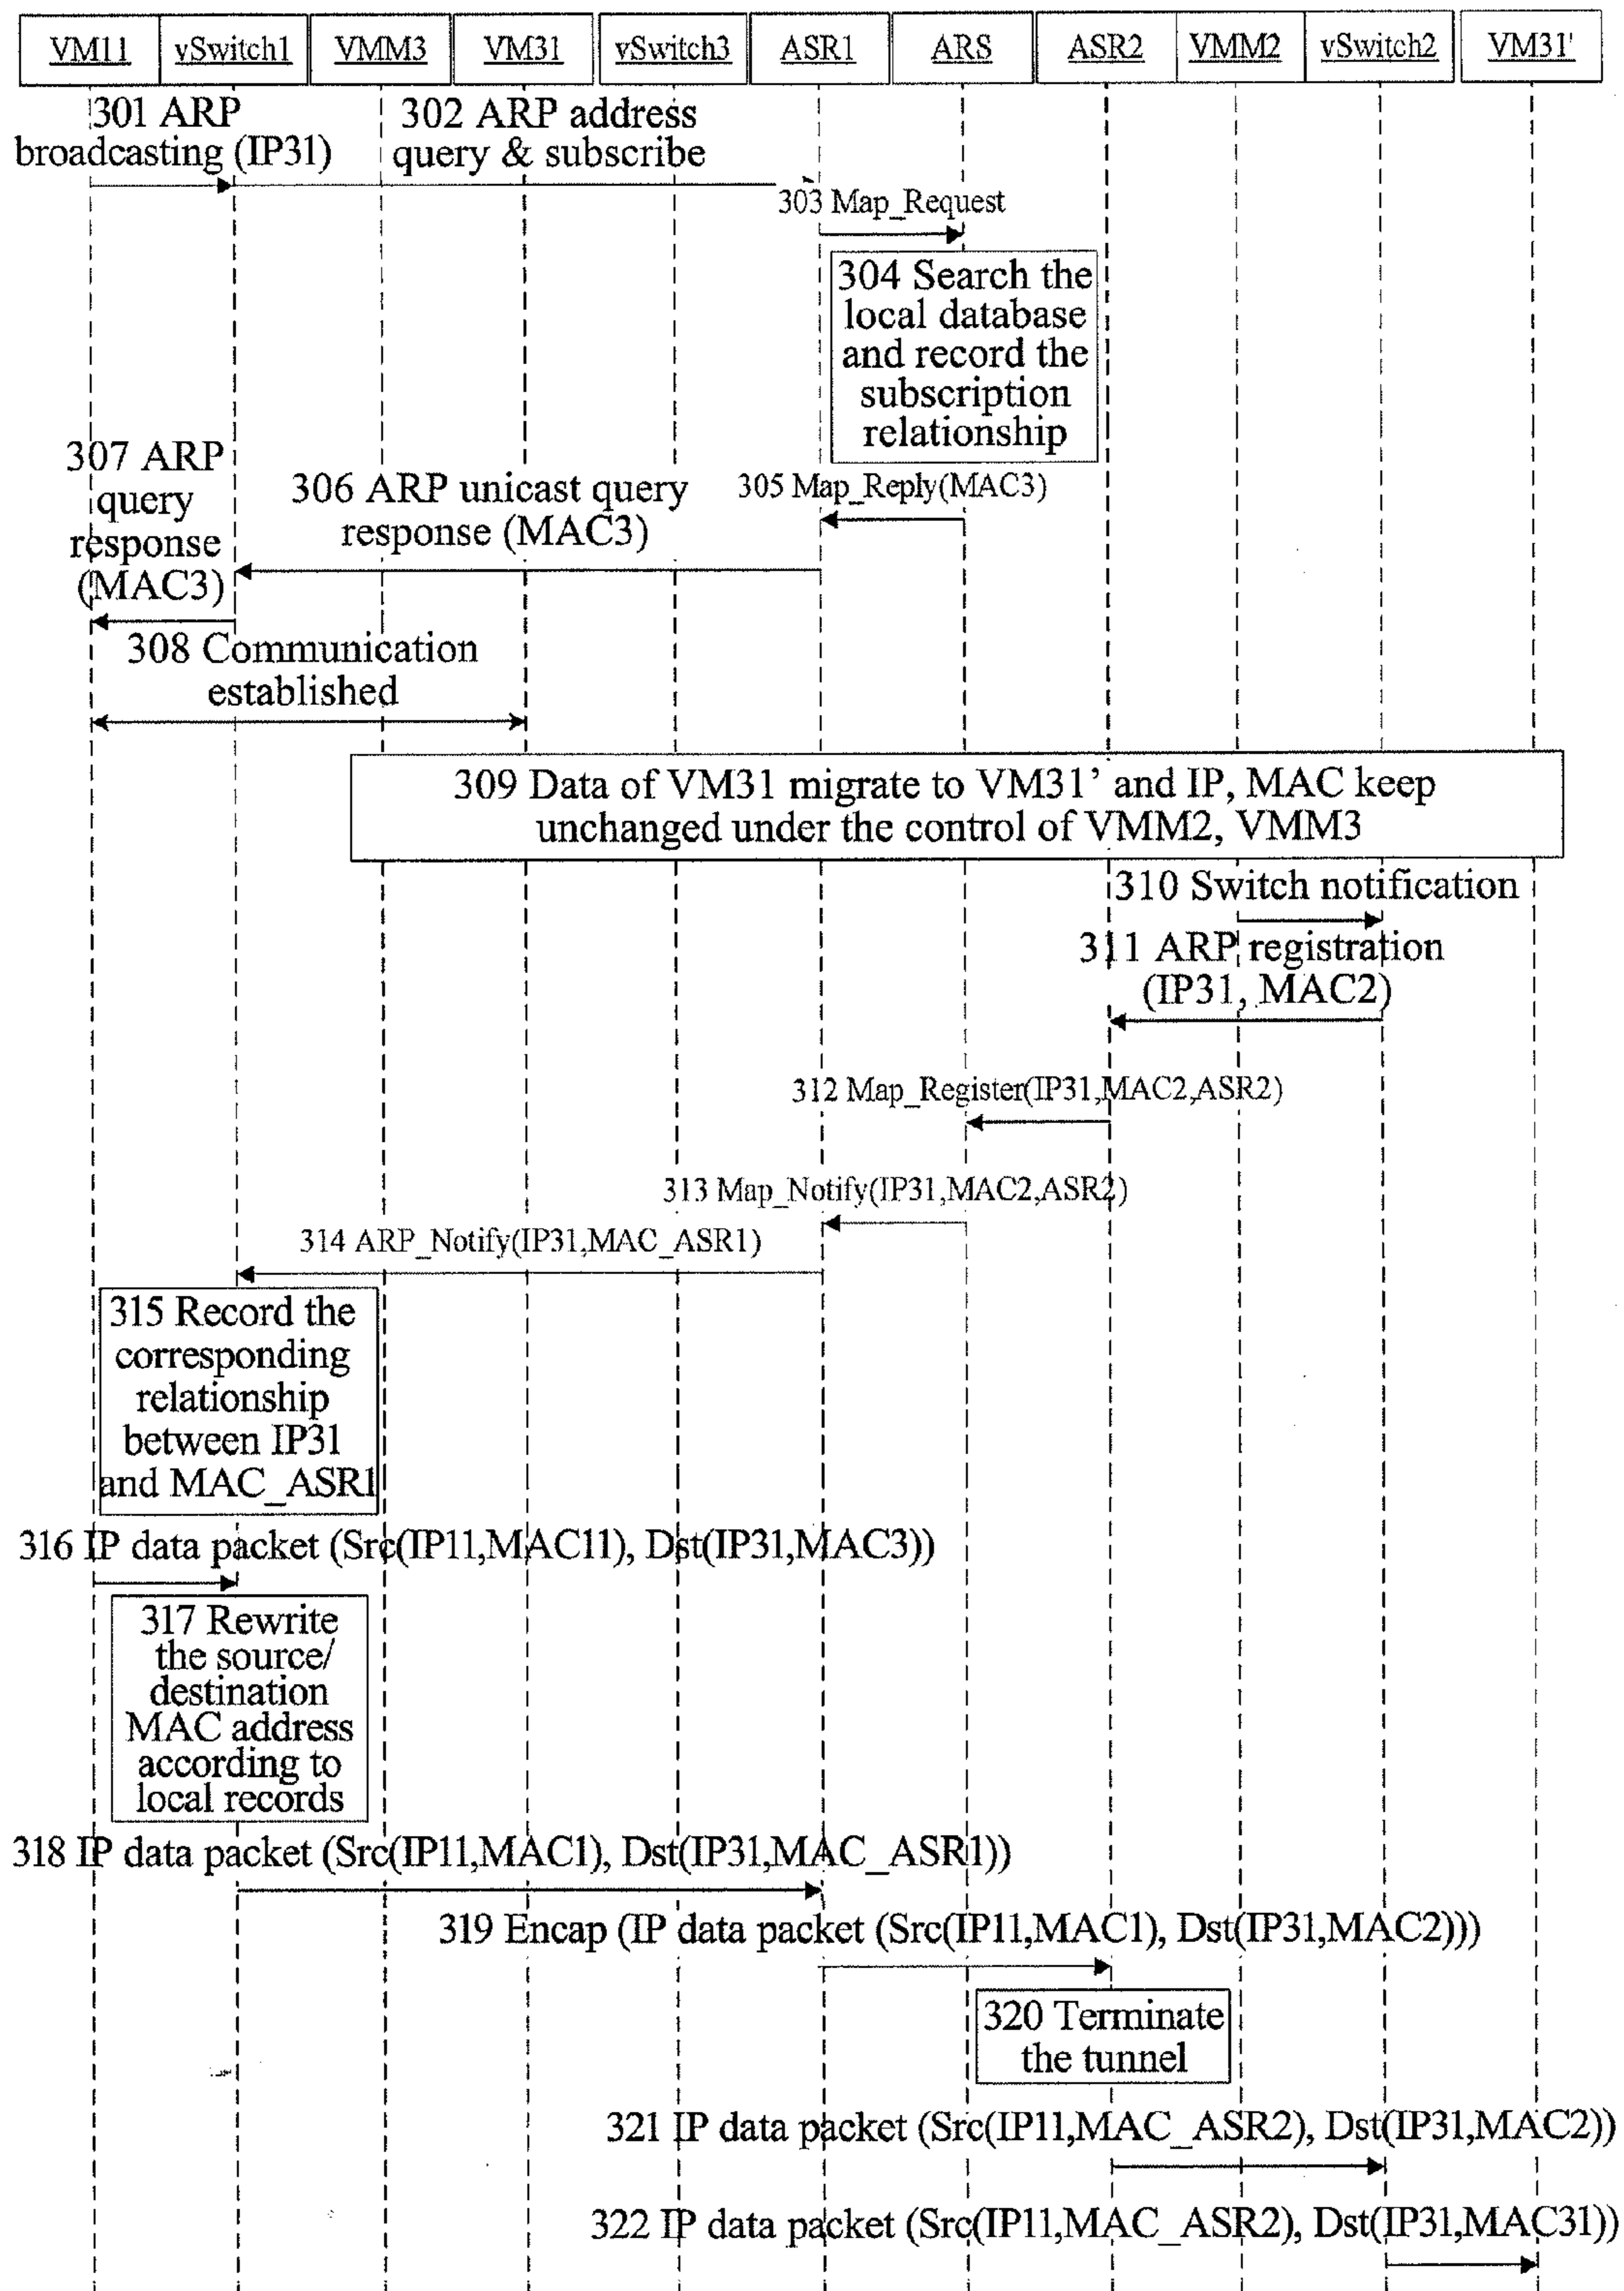 VM11 vSwitch1 VMM3 VM31 vSwitch3 ASR1 ARS ASR2 VMM2 vSwitch2 VM31'
301 ARP
broadcasting (IP31)
302 ARP address
query & subscribe
303 Map_Request
304 Search the
local database
and record the
subscription
relationship
305 Map_Reply(MAC3)
306 ARP unicast query
response (MAC3)
307 ARP
query
response
(MAC3)
308 Communication
established
309 Data of VM31 migrate to VM31’ and IP, MAC keep
unchanged under the control of VMM2, VMM3
310 Switch notification
311 ARP registration
(IP31, MAC2)
312 Map_Register(IP31,MAC2,ASR2)
313 Map_Notify(IP31,MAC2,ASR2)
314 ARP_Notify(IP31,MAC_ASR1)
315 Record the
corresponding
relationship
between IP31
and MAC_ASR1
316 IP data packet (Src(IP11,MAC11), Dst(IP31,MAC3))
317 Rewrite
the source/
destination
MAC address
according to
local records
318 IP data packet (Src(IP11,MAC1), Dst(IP31,MAC_ASR1))
319 Encap (IP data packet (Src(IP11,MAC1), Dst(IP31,MAC2)))
320 Terminate
the tunnel
321 IP data packet (Src(IP11,MAC_ASR2), Dst(IP31,MAC2))
322 IP data packet (Src(IP11,MAC_ASR2), Dst(IP31,MAC31))